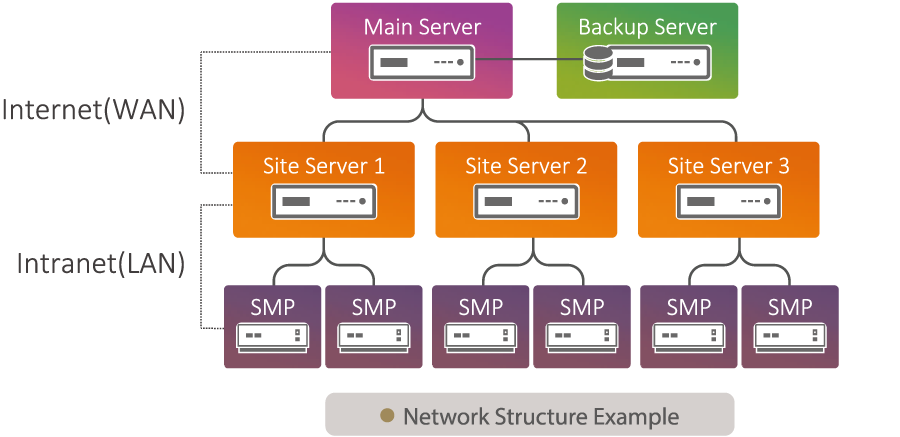 Main Server
Backup Server
Internet(WAN)
Site Server 1
Site Server 2
Site Server 3
Intranet(LAN)
SMP
SMP
SMP
SMP
SMP
SMP
Network Structure Example